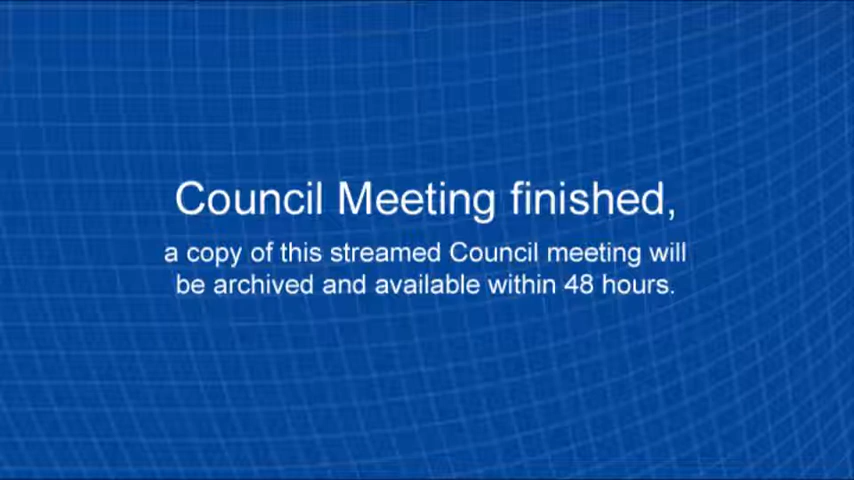 Council Meeting finished,
a copy of this streamed Council meeting will
be archived and available within 48 hours.